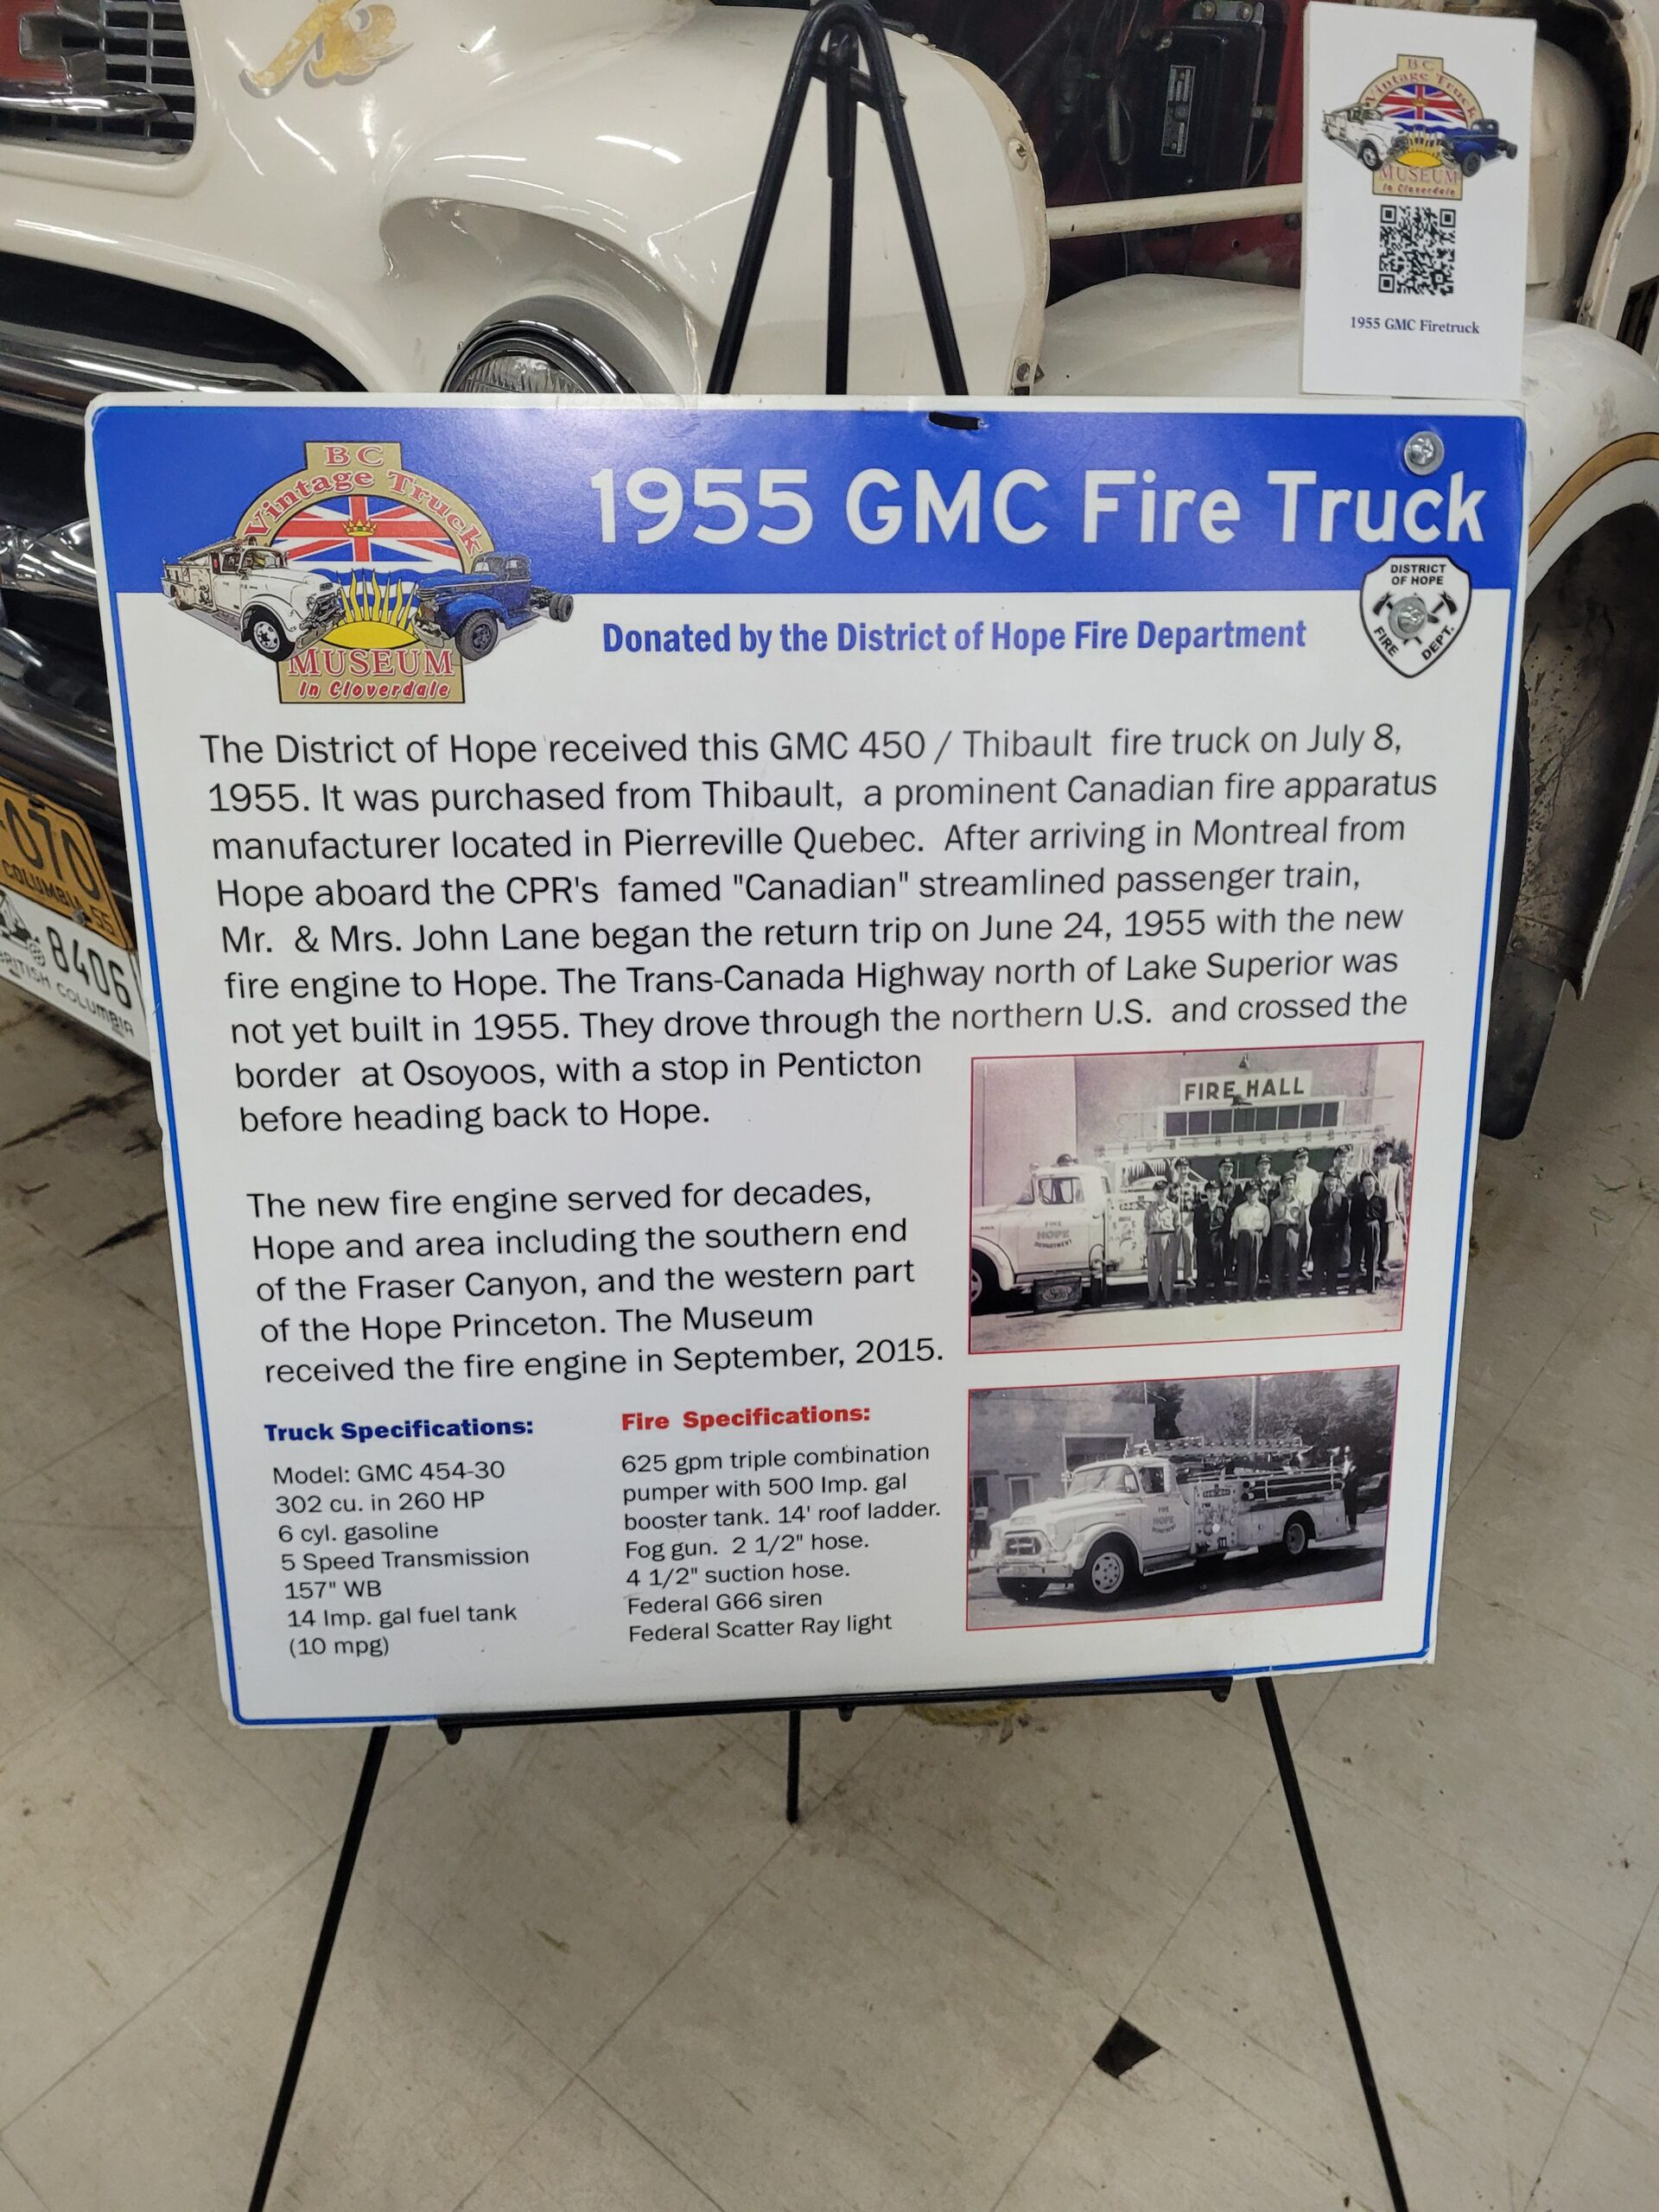 BC
Vintage Truck
MUSEUM
in Cloverdale
1955 GMC Firetruck
BC
Vintage Truck
MUSEUM
in Cloverdale
1955 GMC Fire Truck
Donated by the District of Hope Fire Department
DISTRICT
OF HOPE
FIRE DEPT.
The District of Hope received this GMC 450 / Thibault fire truck on July 8,
1955. It was purchased from Thibault, a prominent Canadian fire apparatus
manufacturer located in Pierreville Quebec. After arriving in Montreal from
Hope aboard the CPR's famed "Canadian" streamlined passenger train,
Mr. & Mrs. John Lane began the return trip on June 24, 1955 with the new
fire engine to Hope. The Trans-Canada Highway north of Lake Superior was
not yet built in 1955. They drove through the northern U.S. and crossed the
border at Osoyoos, with a stop in Penticton
before heading back to Hope.
The new fire engine served for decades,
Hope and area including the southern end
of the Fraser Canyon, and the western part
of the Hope Princeton. The Museum
received the fire engine in September, 2015.
Truck Specifications:
Model: GMC 454-30
302 cu. in 260 HP
6 cyl. gasoline
5 Speed Transmission
157" WB
14 Imp. gal fuel tank
(10 mpg)
Fire Specifications:
625 gpm triple combination
pumper with 500 Imp. gal
booster tank. 14' roof ladder.
Fog gun. 2 1/2" hose.
4 1/2" suction hose.
Federal G66 siren
Federal Scatter Ray light
FIRE HALL
FIRE
HOPE
DEPARTMENT
FIRE
HOPE
DEPARTMENT
070
COLUMBIA 55
8406
BRITISH COLUMBIA